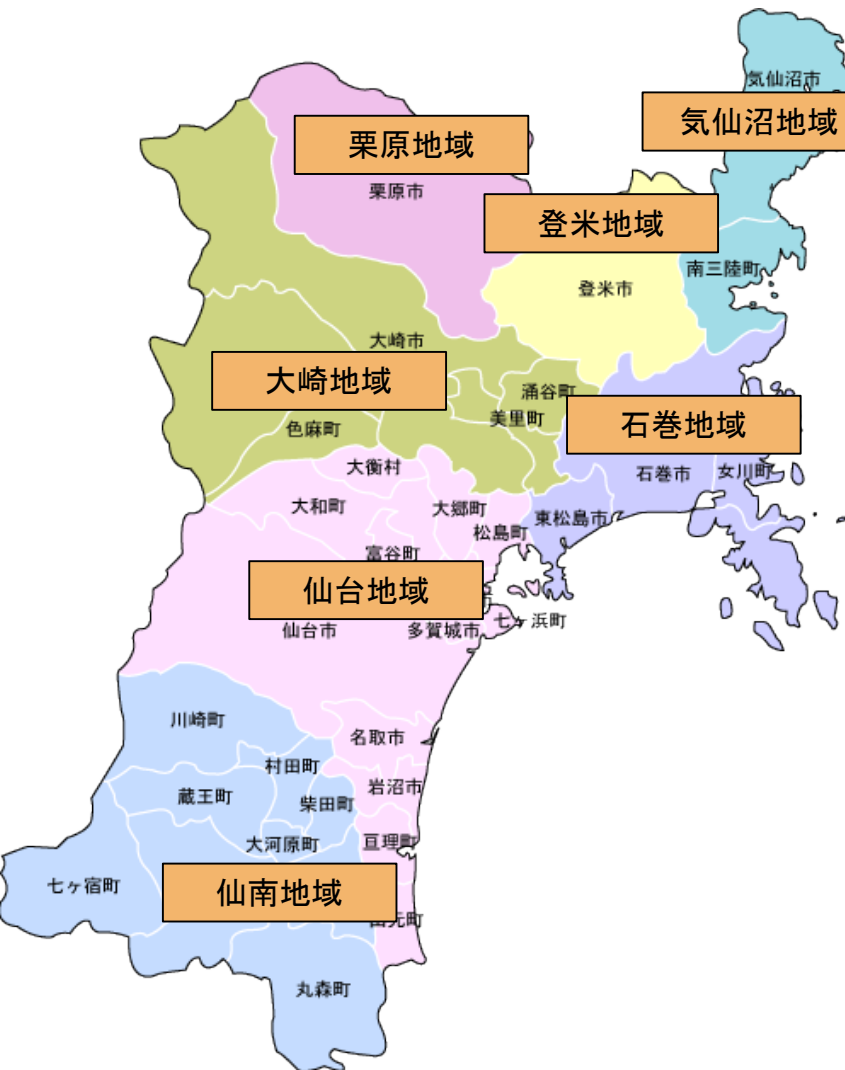 気仙沼市
気仙沼地域
栗原地域
栗原市
登米地域
南三陸町
登米市
大崎市
大崎地域
涌谷町
美里町
石巻地域
色麻町
大衡村
石巻市
女川町
大和町
大郷町
東松島市
松島町
富谷町
仙台地域
七ヶ浜町
仙台市
多賀城市
川崎町
名取市
村田町
岩沼市
蔵王町
柴田町
大河原町
亘理町
七ヶ宿町
仙南地域
元町
丸森町